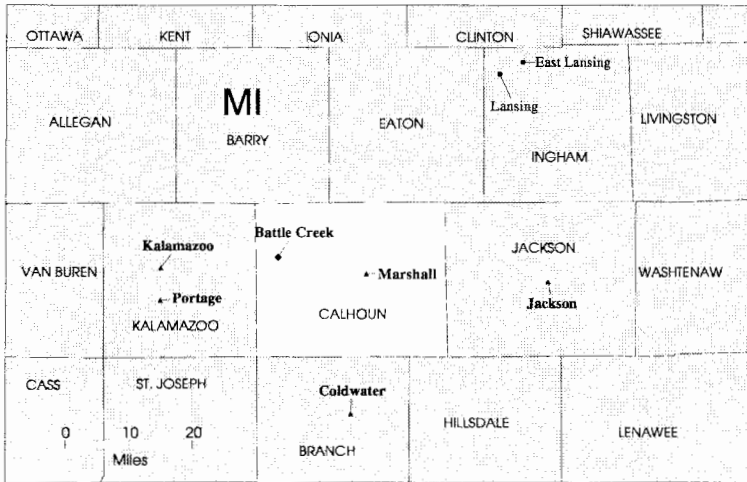 OTTAWA
KENT
IONIA
CLINTON
SHIAWASSEE
East Lansing
Lansing
MI
ALLEGAN
BARRY
EATON
INGHAM
LIVINGSTON
Battle Creek
Kalamazoo
Marshall
JACKSON
VAN BUREN
WASHTENAW
Portage
Jackson
KALAMAZOO
CALHOUN
CASS
ST. JOSEPH
Coldwater
HILLSDALE
LENAWEE
BRANCH
0 10 20
Miles